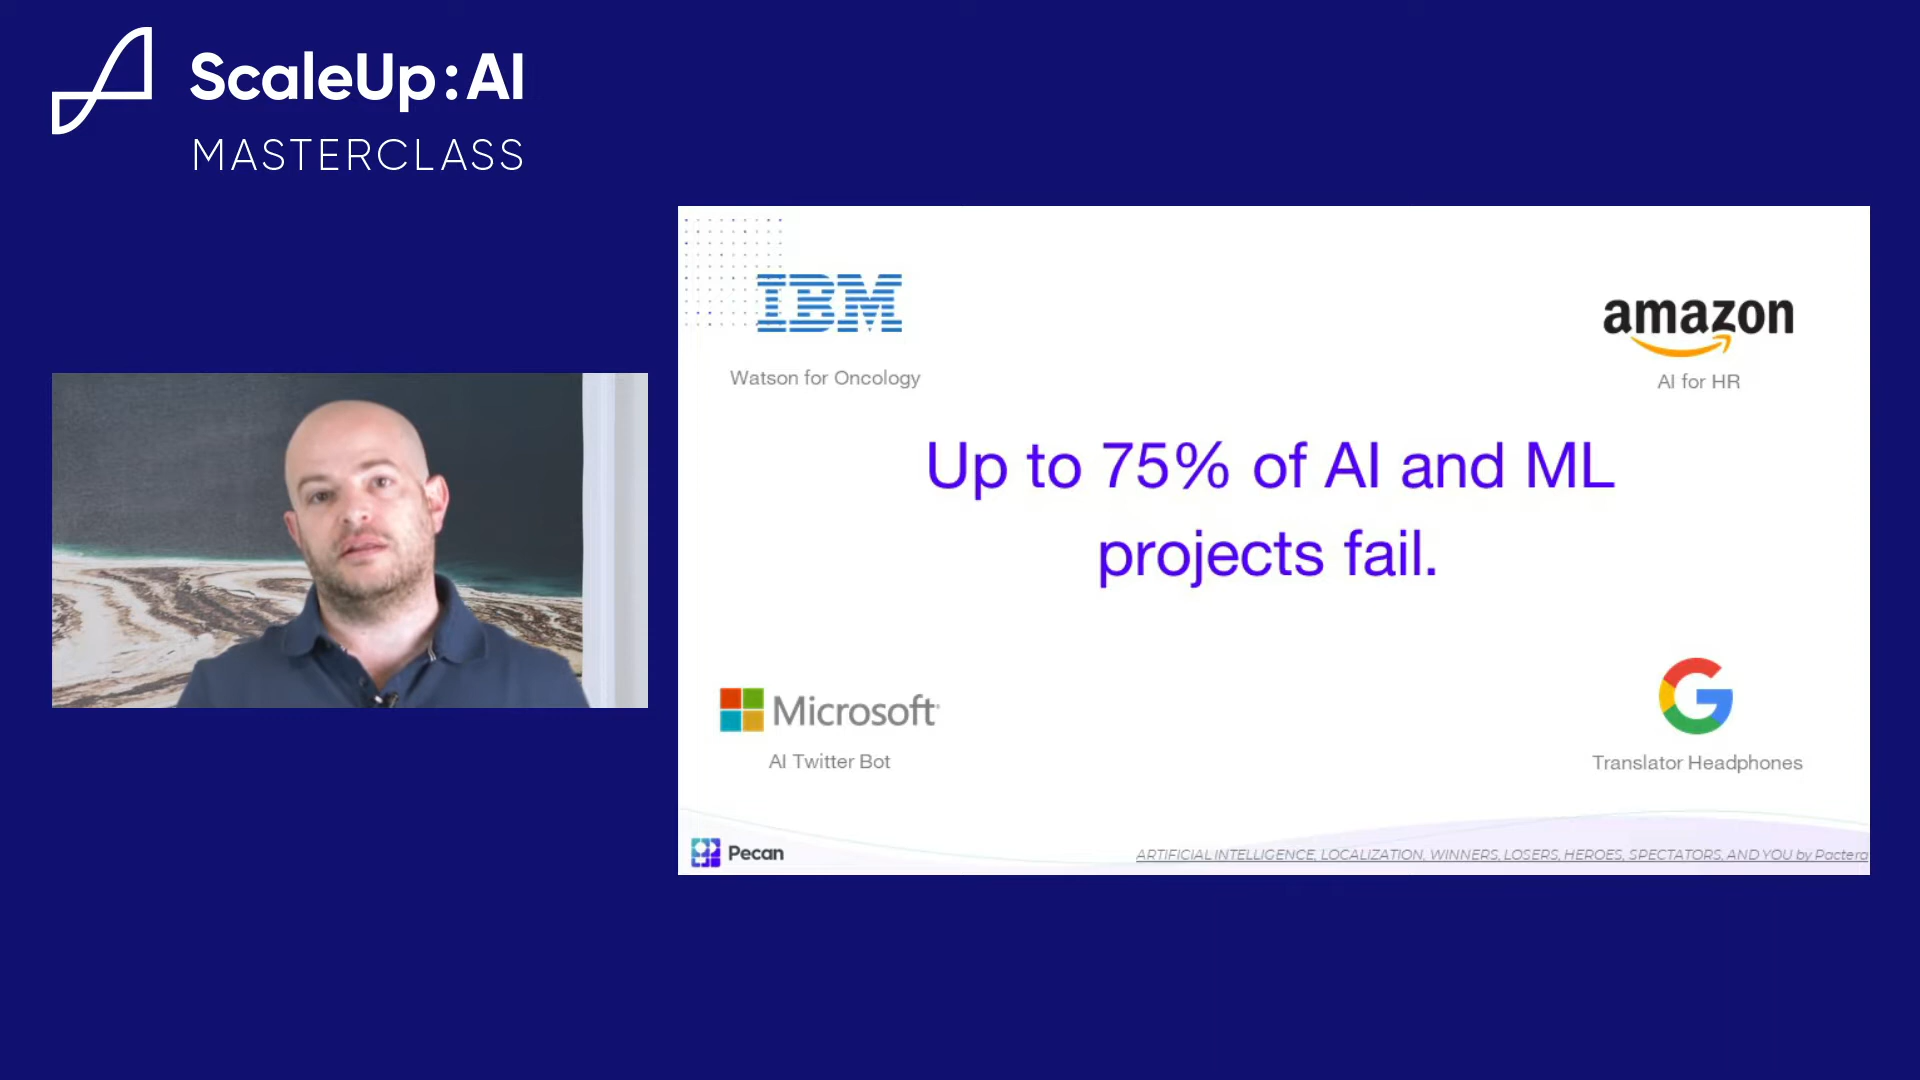 ScaleUp:AI
MASTERCLASS
IBM
Watson for Oncology
amazon
AI for HR
Up to 75% of AI and ML
projects fail.
Microsoft
AI Twitter Bot
G
Translator Headphones
Pecan
ARTIFICIAL INTELLIGENCE, LOCALIZATION, WINNERS, LOSERS, HEROES, SPECTATORS, AND YOU by Pactera